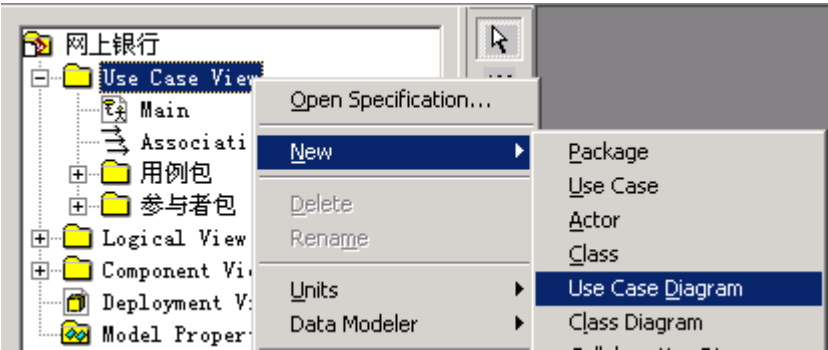 网上银行
Use Case View
Main
Associati
用例包
参与者包
Logical View
Component Vi
Deployment V
Model Proper
Open Specification...
New
Delete
Rename
Units
Data Modeler
Package
Use Case
Actor
Class
Use Case Diagram
Class Diagram